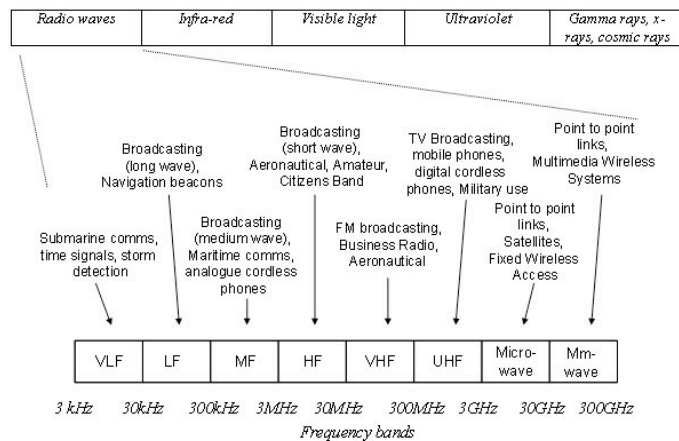 Radio waves
Infra-red
Visible light
Ultraviolet
Gamma rays, x-
rays, cosmic rays
Submarine comms,
time signals, storm
detection
Broadcasting
(long wave),
Navigation beacons
Broadcasting
(medium wave),
Maritime comms,
analogue cordless
phones
Broadcasting
(short wave),
Aeronautical, Amateur,
Citizens Band
FM broadcasting,
Business Radio,
Aeronautical
TV Broadcasting,
mobile phones,
digital cordless
phones, Military use
Point to point
links,
Satellites,
Fixed Wireless
Access
Point to point
links,
Multimedia Wireless
Systems
VLF
LF
MF
HF
VHF
UHF
Micro-
wave
Mm-
wave
3 kHz
30kHz
300kHz
3MHz
30MHz
300MHz
3GHz
30GHz
300GHz
Frequency bands